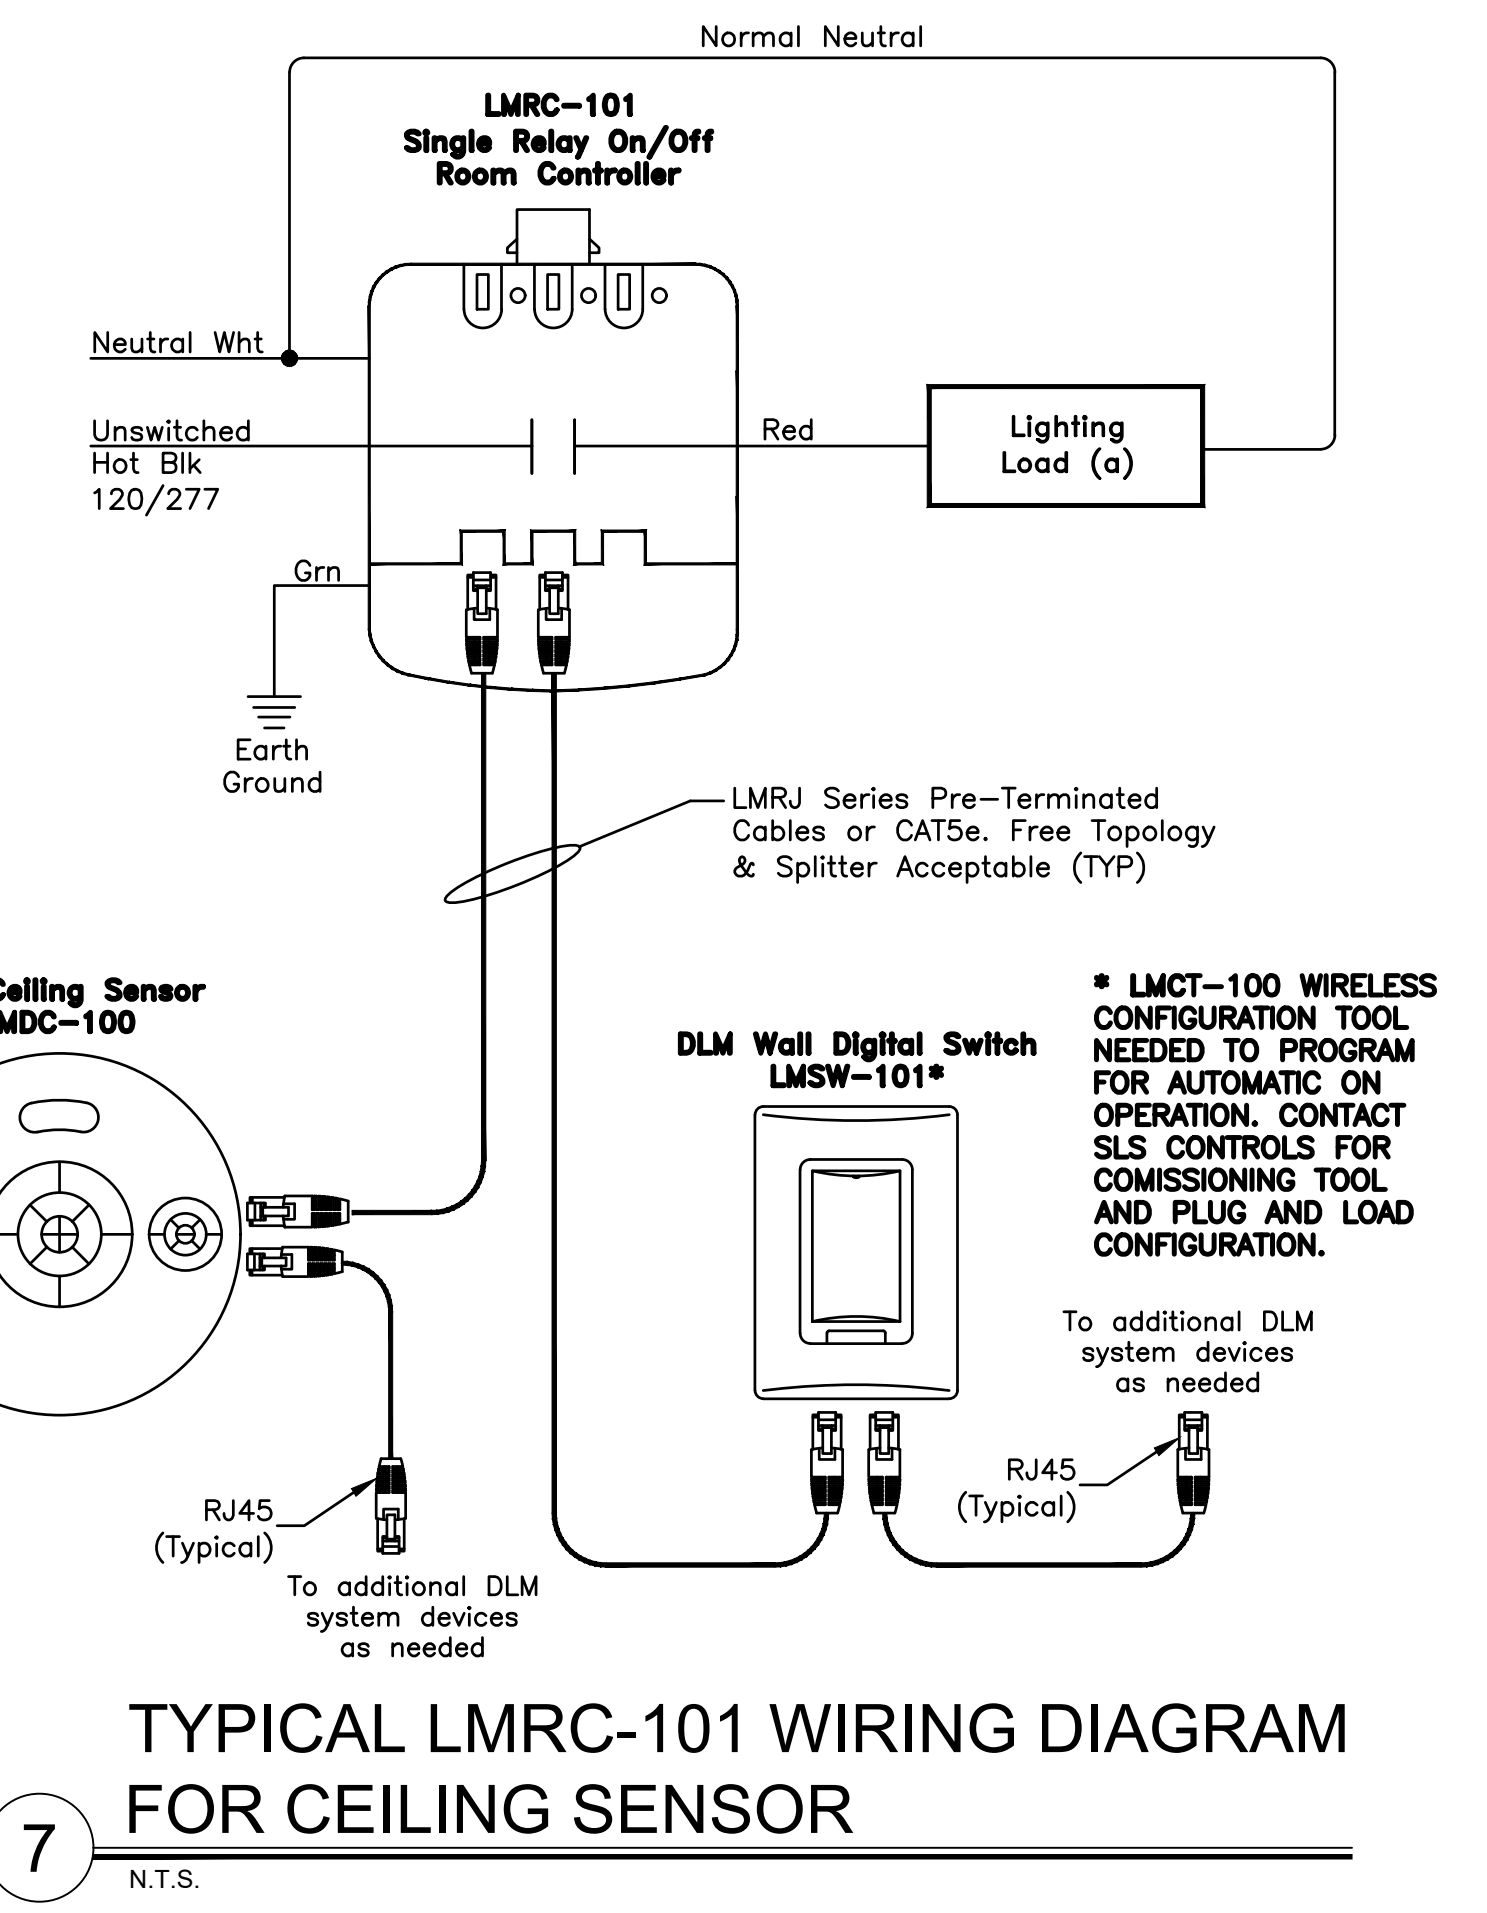 Normal Neutral
LMRC-101
Single Relay On/Off
Room Controller
Neutral Wht
Unswitched
Hot Blk
120/277
Red
Lighting
Load (a)
Grn
Earth
Ground
LMRJ Series Pre-Terminated
Cables or CAT5e. Free Topology
& Splitter Acceptable (TYP)
Ceiling Sensor
MDC-100
DLM Wall Digital Switch
LMSW-101*
* LMCT-100 WIRELESS
CONFIGURATION TOOL
NEEDED TO PROGRAM
FOR AUTOMATIC ON
OPERATION. CONTACT
SLS CONTROLS FOR
COMISSIONING TOOL
AND PLUG AND LOAD
CONFIGURATION.
To additional DLM
system devices
as needed
RJ45
(Typical)
RJ45
(Typical)
To additional DLM
system devices
as needed
TYPICAL LMRC-101 WIRING DIAGRAM
FOR CEILING SENSOR
7
N.T.S.